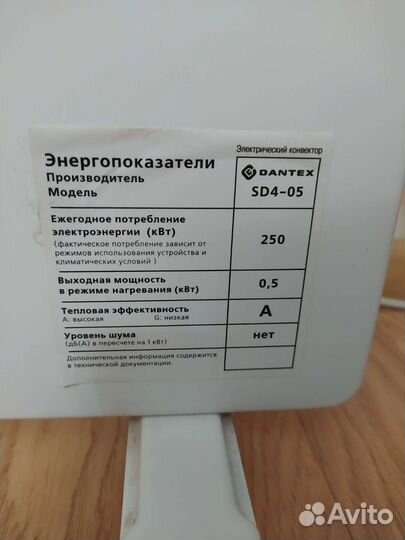 Электрический конвектор
Энергопоказатели
Производитель
Модель
DANTEX
SD4-05
Ежегодное потребление
электроэнергии (кВт)
(фактическое потребление зависит от
режимов использования устройства и
климатических условий )
250
Выходная мощность
в режиме нагревания (кВт)
0,5
Тепловая эффективность
А: высокая G: низкая
A
Уровень шума
(дБ(А) в пересчете на 1 кВт)
нет
Дополнительная информация содержится
в технической документации.
Avito